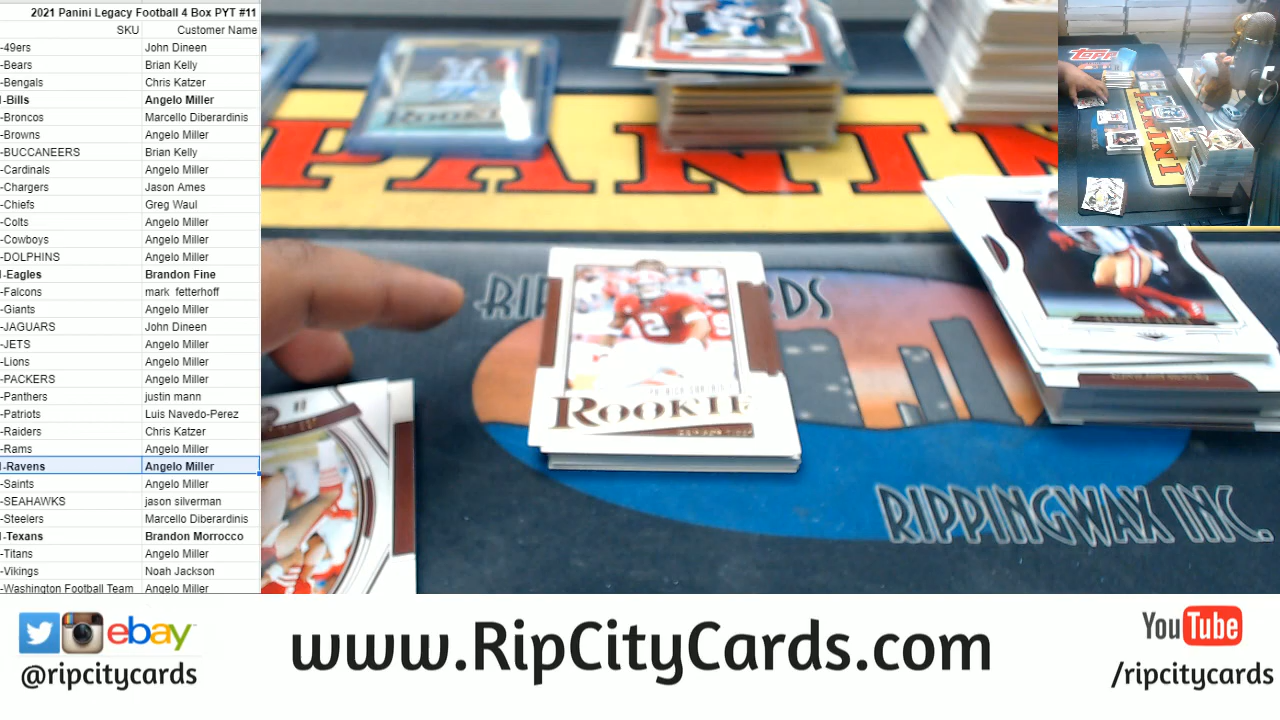 2021 Panini Legacy Football 4 Box PYT #11
SKU Customer Name
-49ers John Dineen
-Bears Brian Kelly
-Bengals Chris Katzer
-Bills Angelo Miller
-Broncos Marcello Diberardinis
-Browns Angelo Miller
-BUCCANEERS Brian Kelly
-Cardinals Angelo Miller
-Chargers Jason Ames
-Chiefs Greg Waul
-Colts Angelo Miller
-Cowboys Angelo Miller
-DOLPHINS Angelo Miller
-Eagles Brandon Fine
-Falcons mark fetterhoff
-Giants Angelo Miller
-JAGUARS John Dineen
-JETS Angelo Miller
-Lions Angelo Miller
-PACKERS Angelo Miller
-Panthers justin mann
-Patriots Luis Navedo-Perez
-Raiders Chris Katzer
-Rams Angelo Miller
-Ravens Angelo Miller
-Saints Angelo Miller
-SEAHAWKS jason silverman
-Steelers Marcello Diberardinis
-Texans Brandon Morrocco
-Titans Angelo Miller
-Vikings Noah Jackson
-Washington Football Team Angelo Miller
ROOKIE
PANINI
TOPPS
PANINI
12
ROOKIE
RIPPINGWAX INC.
ebay
@ripcitycards
www.RipCityCards.com
YouTube
/ripcitycards